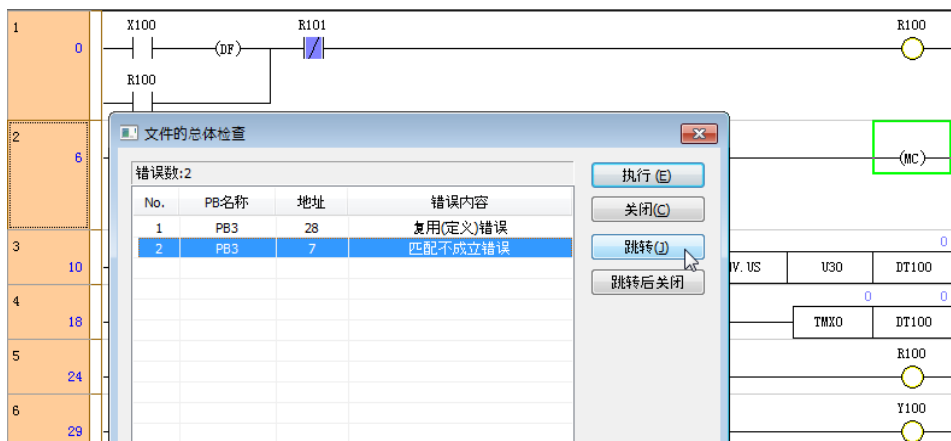 1
X100
R101
R100
0
(DF)
R100
2
文件的总体检查
6
(MC)
错误数:2
执行(E)
No.
PB名称
地址
错误内容
关闭(C)
1
PB3
28
复用(定义)错误
2
PB3
7
匹配不成立错误
跳转(J)
3
0
10
V.US
U30
DT100
跳转后关闭
4
0
0
18
TMX0
DT100
5
R100
24
6
Y100
29